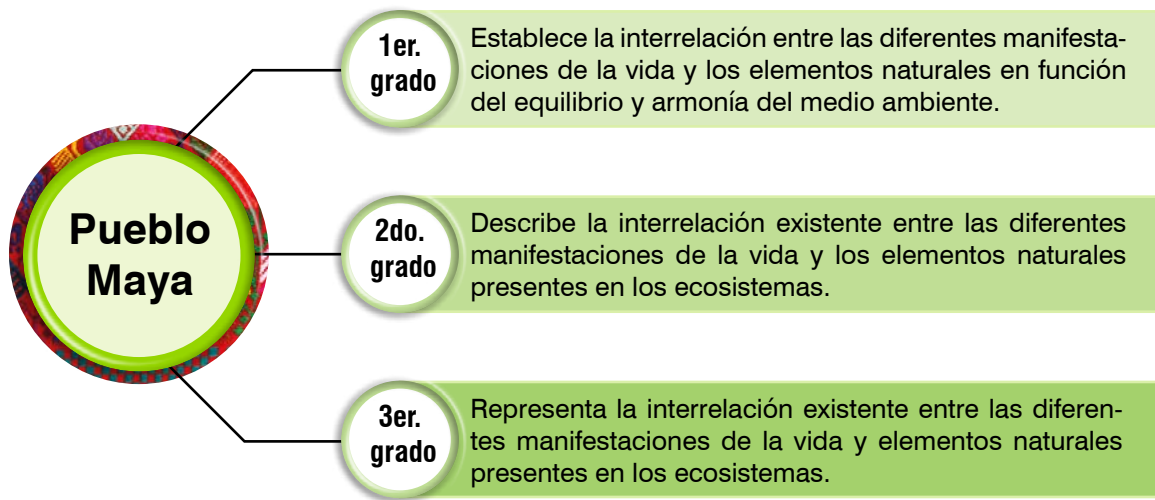 Pueblo
Maya
1er.
grado
Establece la interrelación entre las diferentes manifesta-
ciones de la vida y los elementos naturales en función
del equilibrio y armonía del medio ambiente.
2do.
grado
Describe la interrelación existente entre las diferentes
manifestaciones de la vida y los elementos naturales
presentes en los ecosistemas.
3er.
grado
Representa la interrelación existente entre las diferen-
tes manifestaciones de la vida y elementos naturales
presentes en los ecosistemas.